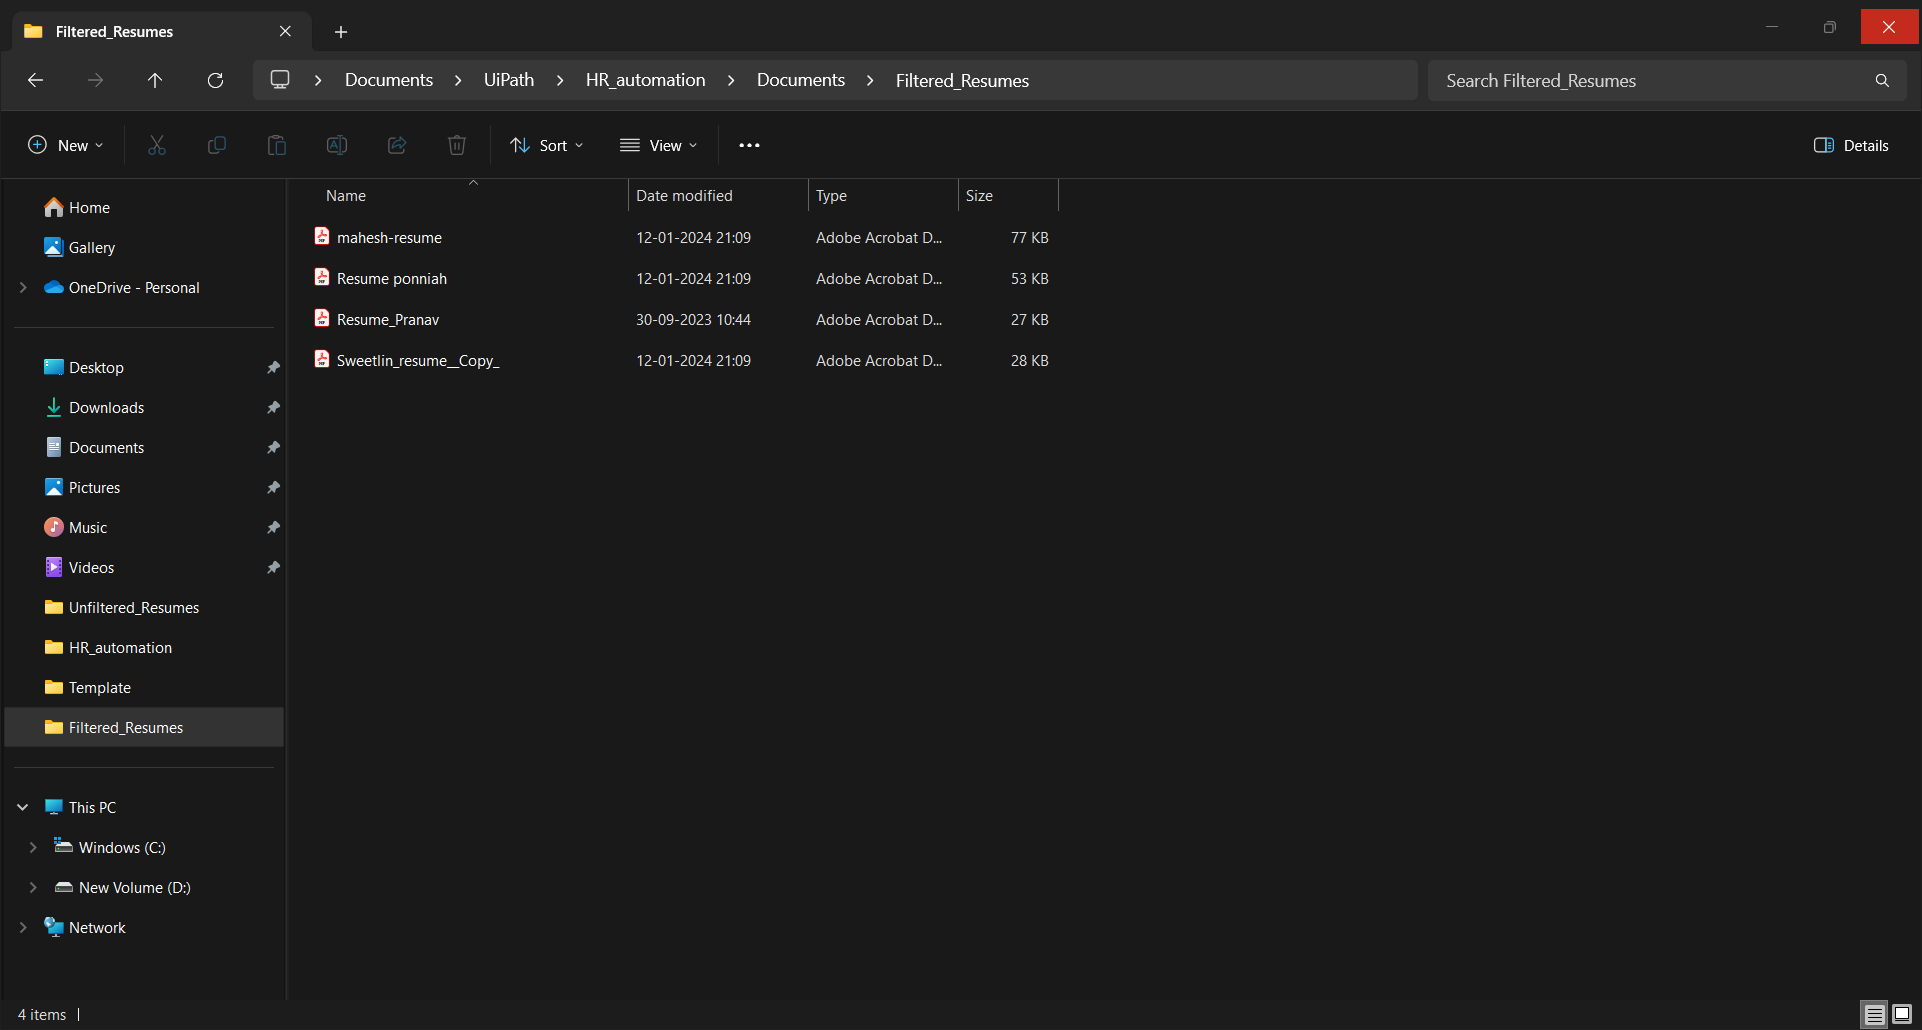 Filtered_Resumes
Documents > UiPath > HR_automation > Documents > Filtered_Resumes
Search Filtered_Resumes
New
Sort
View
Details
Name Date modified Type Size
mahesh-resume 12-01-2024 21:09 Adobe Acrobat D... 77 KB
Resume ponniah 12-01-2024 21:09 Adobe Acrobat D... 53 KB
Resume_Pranav 30-09-2023 10:44 Adobe Acrobat D... 27 KB
Sweetlin_resume__Copy_ 12-01-2024 21:09 Adobe Acrobat D... 28 KB
Home
Gallery
OneDrive - Personal
Desktop
Downloads
Documents
Pictures
Music
Videos
Unfiltered_Resumes
HR_automation
Template
Filtered_Resumes
This PC
Windows (C:)
New Volume (D:)
Network
4 items